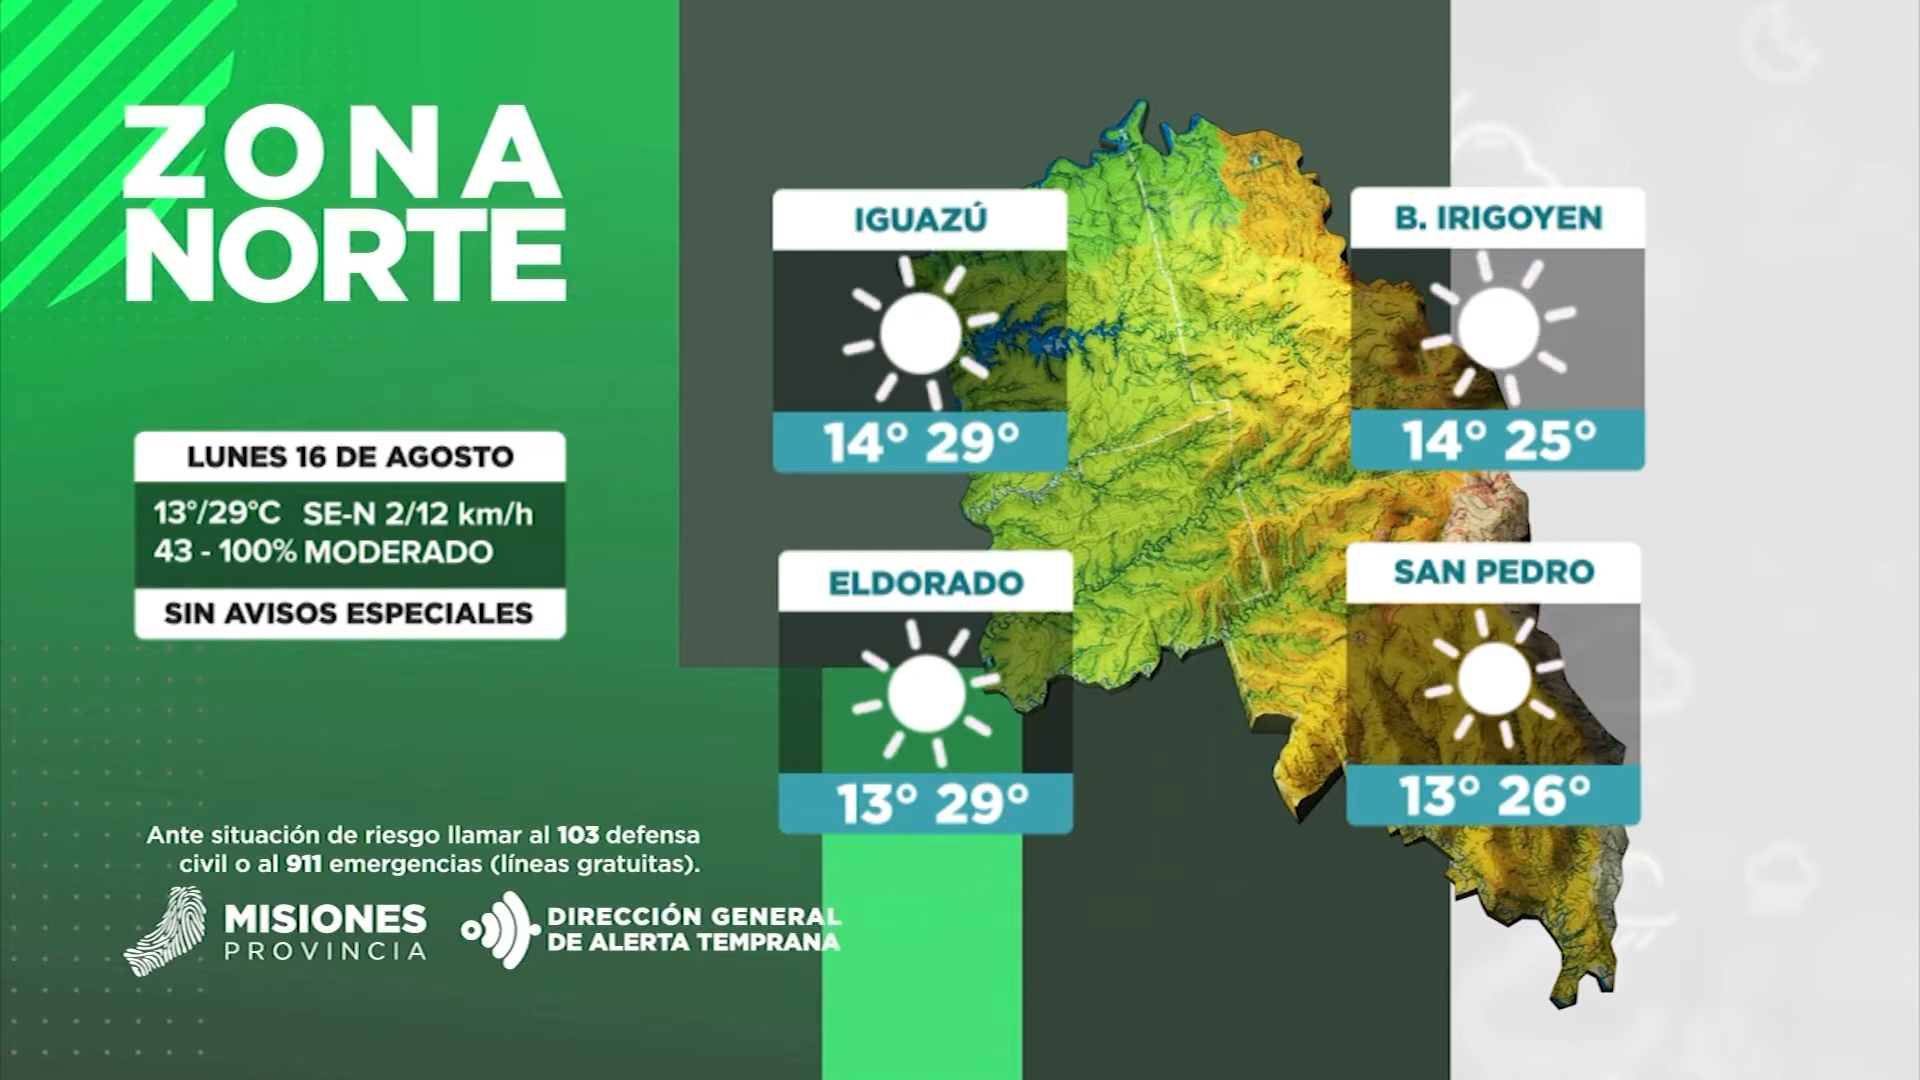 ZONA
NORTE
LUNES 16 DE AGOSTO
13°/29°C SE-N 2/12 km/h
43 - 100% MODERADO
SIN AVISOS ESPECIALES
IGUAZÚ
14° 29°
B. IRIGOYEN
14° 25°
ELDORADO
13° 29°
SAN PEDRO
13° 26°
Ante situación de riesgo llamar al 103 defensa
civil o al 911 emergencias (líneas gratuitas).
MISIONES
PROVINCIA
DIRECCIÓN GENERAL
DE ALERTA TEMPRANA